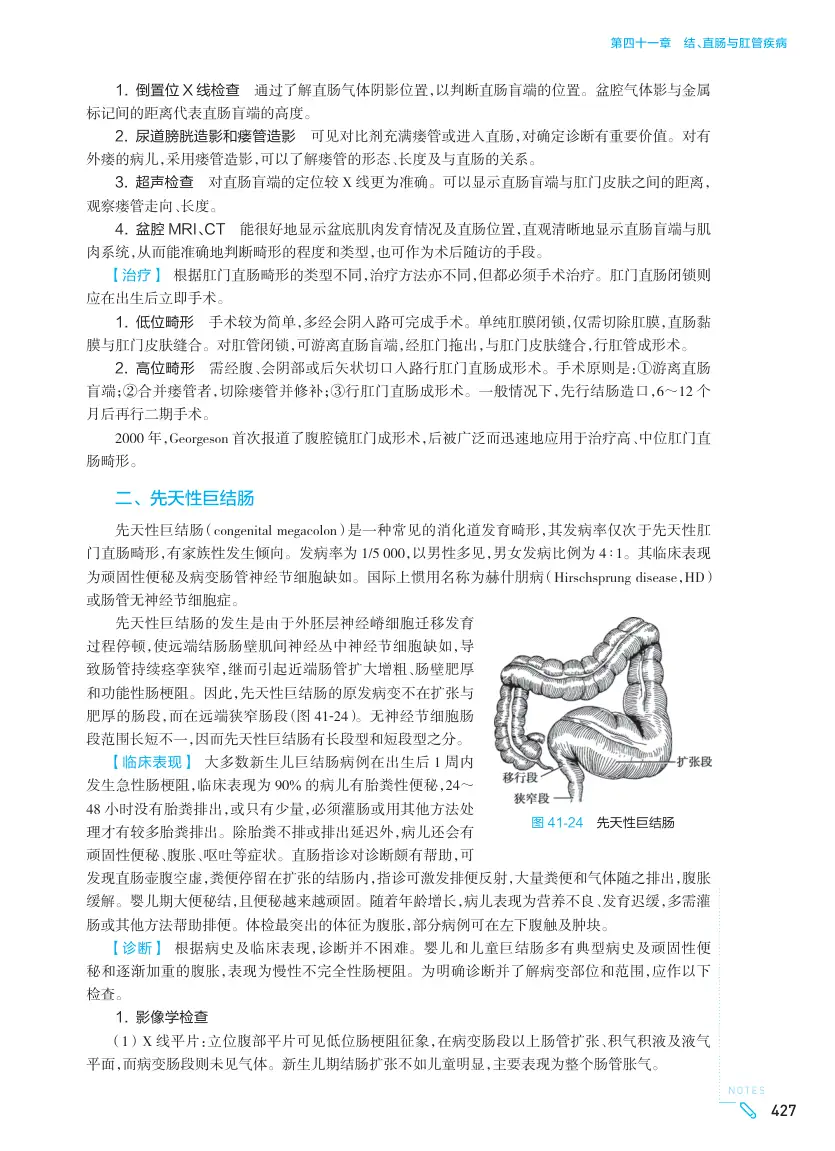 第四十一章 结、直肠与肛管疾病
1. 倒置位 X 线检查 通过了解直肠气体阴影位置,以判断直肠盲端的位置。盆腔气体影与金属
标记间的距离代表直肠盲端的高度。
2. 尿道膀胱造影和瘘管造影 可见对比剂充满瘘管或进入直肠,对确定诊断有重要价值。对有
外瘘的病儿,采用瘘管造影,可以了解瘘管的形态、长度及与直肠的关系。
3. 超声检查 对直肠盲端的定位较 X 线更为准确。可以显示直肠盲端与肛门皮肤之间的距离,
观察瘘管走向、长度。
4. 盆腔 MRI、CT 能很好地显示盆底肌肉发育情况及直肠位置,直观清晰地显示直肠盲端与肌
肉系统,从而能准确地判断畸形的程度和类型,也可作为术后随访的手段。
【治疗】 根据肛门直肠畸形的类型不同,治疗方法亦不同,但都必须手术治疗。肛门直肠闭锁则
应在出生后立即手术。
1. 低位畸形 手术较为简单,多经会阴入路可完成手术。单纯肛膜闭锁,仅需切除肛膜,直肠黏
膜与肛门皮肤缝合。对肛管闭锁,可游离直肠盲端,经肛门拖出,与肛门皮肤缝合,行肛管成形术。
2. 高位畸形 需经腹、会阴部或后矢状切口入路行肛门直肠成形术。手术原则是:①游离直肠
盲端;②合并瘘管者,切除瘘管并修补;③行肛门直肠成形术。一般情况下,先行结肠造口,6～12 个
月后再行二期手术。
2000 年,Georgeson 首次报道了腹腔镜肛门成形术,后被广泛而迅速地应用于治疗高、中位肛门直
肠畸形。
二、先天性巨结肠
先天性巨结肠(congenital megacolon)是一种常见的消化道发育畸形,其发病率仅次于先天性肛
门直肠畸形,有家族性发生倾向。发病率为 1/5 000,以男性多见,男女发病比例为 4∶1。其临床表现
为顽固性便秘及病变肠管神经节细胞缺如。国际上惯用名称为赫什朋病(Hirschsprung disease,HD)
或肠管无神经节细胞症。
先天性巨结肠的发生是由于外胚层神经嵴细胞迁移发育
过程停顿,使远端结肠肠壁肌间神经丛中神经节细胞缺如,导
致肠管持续痉挛狭窄,继而引起近端肠管扩大增粗、肠壁肥厚
和功能性肠梗阻。因此,先天性巨结肠的原发病变不在扩张与
肥厚的肠段,而在远端狭窄肠段(图 41-24)。无神经节细胞肠
段范围长短不一,因而先天性巨结肠有长段型和短段型之分。
【临床表现】 大多数新生儿巨结肠病例在出生后 1 周内
发生急性肠梗阻,临床表现为 90% 的病儿有胎粪性便秘,24～
48 小时没有胎粪排出,或只有少量,必须灌肠或用其他方法处
理才有较多胎粪排出。除胎粪不排或排出延迟外,病儿还会有
顽固性便秘、腹胀、呕吐等症状。直肠指诊对诊断颇有帮助,可
发现直肠壶腹空虚,粪便停留在扩张的结肠内,指诊可激发排便反射,大量粪便和气体随之排出,腹胀
缓解。婴儿期大便秘结,且便秘越来越顽固。随着年龄增长,病儿表现为营养不良、发育迟缓,多需灌
肠或其他方法帮助排便。体检最突出的体征为腹胀,部分病例可在左下腹触及肿块。
扩张段
移行段
狭窄段
图 41-24 先天性巨结肠
【诊断】 根据病史及临床表现,诊断并不困难。婴儿和儿童巨结肠多有典型病史及顽固性便
秘和逐渐加重的腹胀,表现为慢性不完全性肠梗阻。为明确诊断并了解病变部位和范围,应作以下
检查。
1. 影像学检查
(1) X 线平片:立位腹部平片可见低位肠梗阻征象,在病变肠段以上肠管扩张、积气积液及液气
平面,而病变肠段则未见气体。新生儿期结肠扩张不如儿童明显,主要表现为整个肠管胀气。
NOTES
427